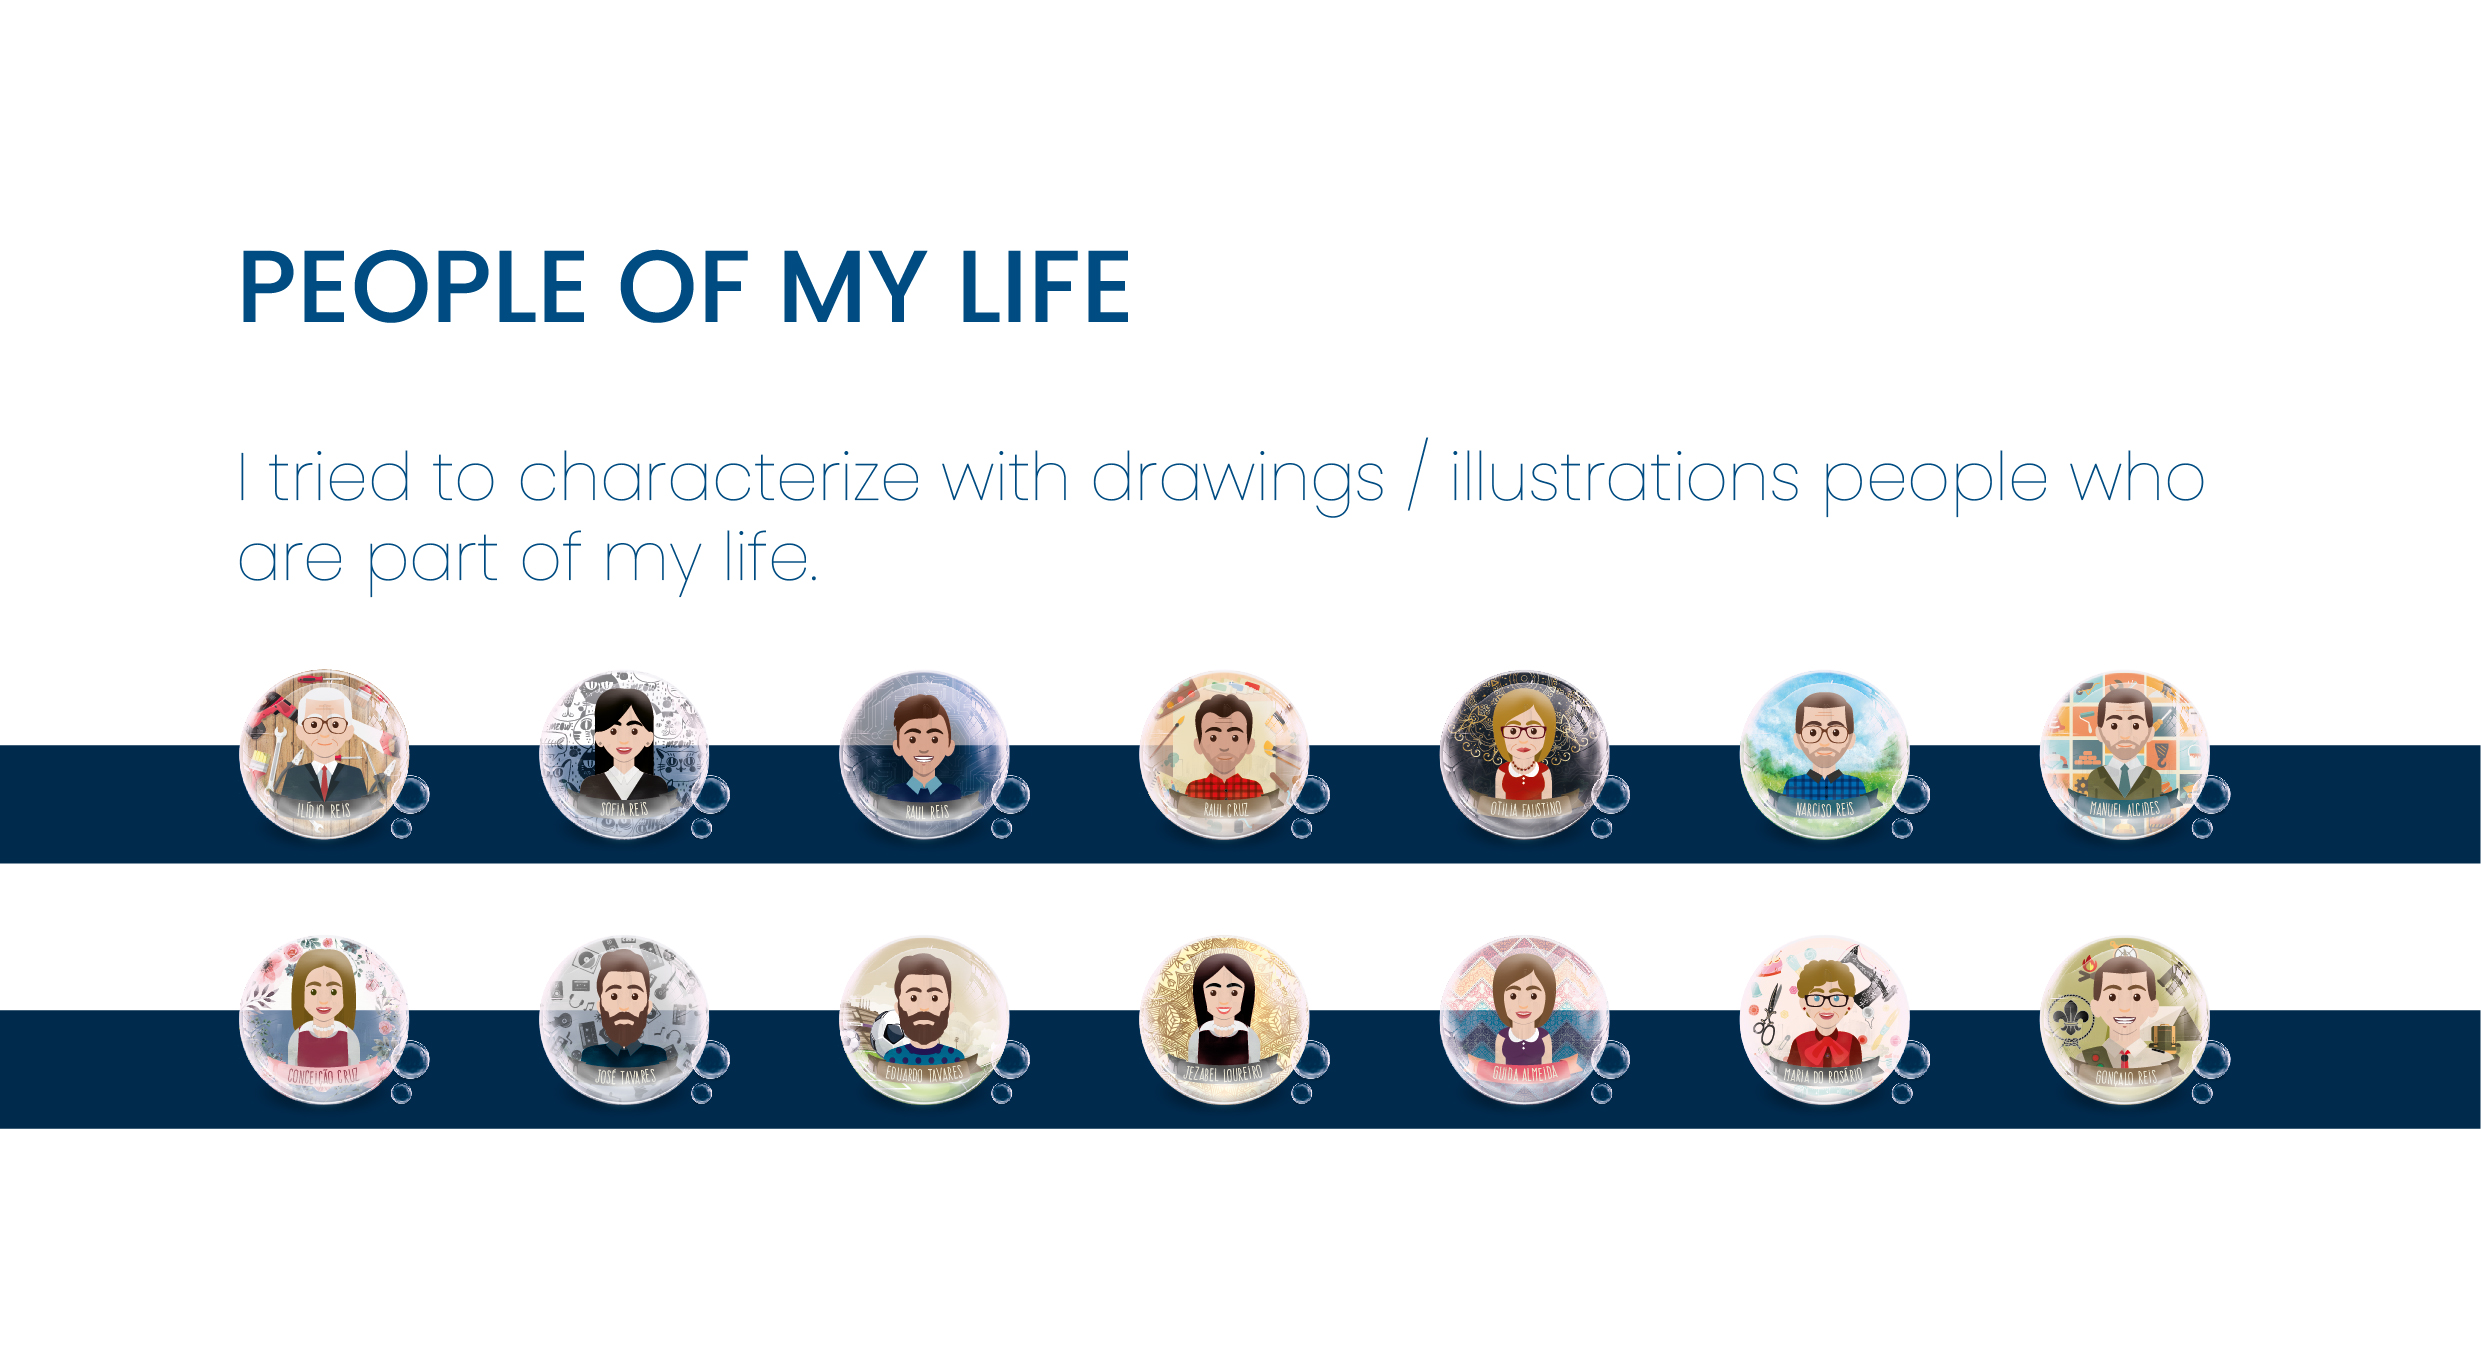 PEOPLE OF MY LIFE
I tried to characterize with drawings / illustrations people who
are part of my life.
ILÍDIO REIS
SOFIA REIS
RAUL REIS
RAUL CRUZ
OTÍLIA FAUSTINO
NARCISO REIS
MANUEL ALCIDES
CONCEIÇÃO CRUZ
JOSÉ TAVARES
EDUARDO TAVARES
JEZABEL LOUREIRO
GUIDA ALMEIDA
MARIA DO ROSÁRIO
GONÇALO REIS